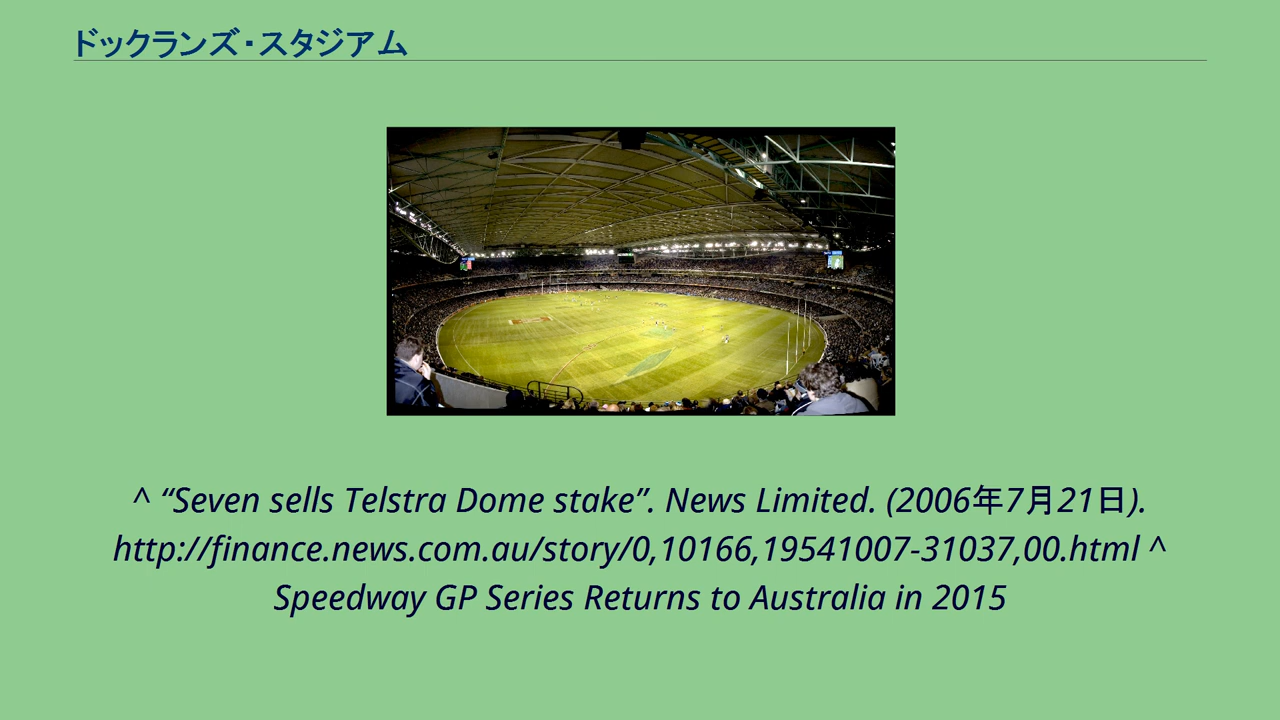 ドックランズ・スタジアム
^ “Seven sells Telstra Dome stake”. News Limited. (2006年7月21日).
http://finance.news.com.au/story/0,10166,19541007-31037,00.html ^
Speedway GP Series Returns to Australia in 2015